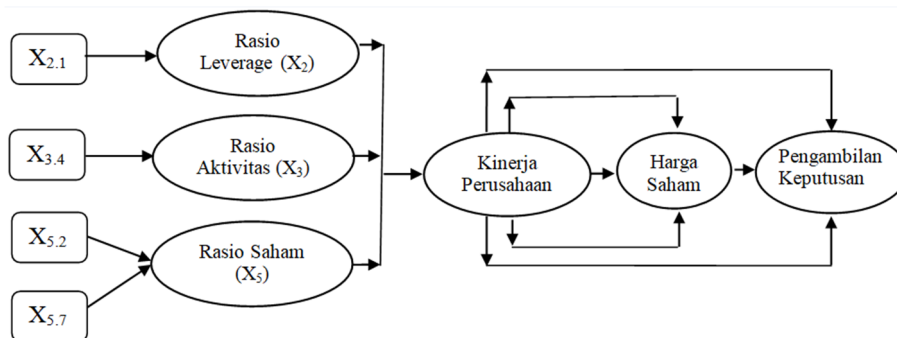 X2.1
Rasio
Leverage (X2)
X3.4
Rasio
Aktivitas (X3)
X5.2
X5.7
Rasio Saham
(X5)
Kinerja
Perusahaan
Harga
Saham
Pengambilan
Keputusan